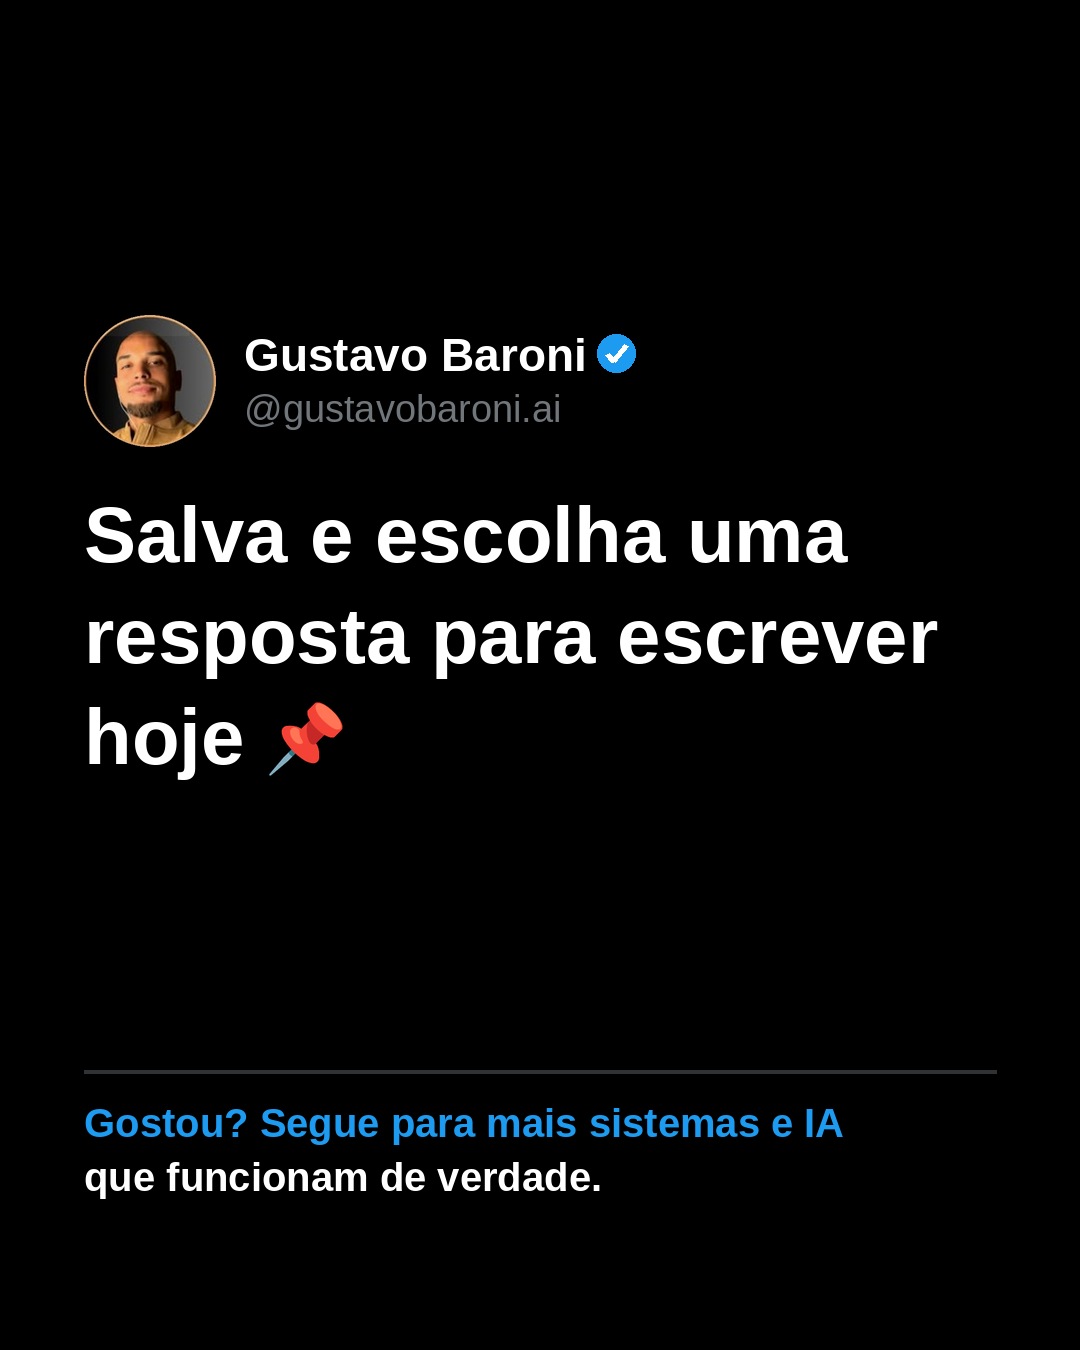 Gustavo Baroni
@gustavobaroni.ai
Salva e escolha uma
resposta para escrever
hoje 📌
Gostou? Segue para mais sistemas e IA
que funcionam de verdade.